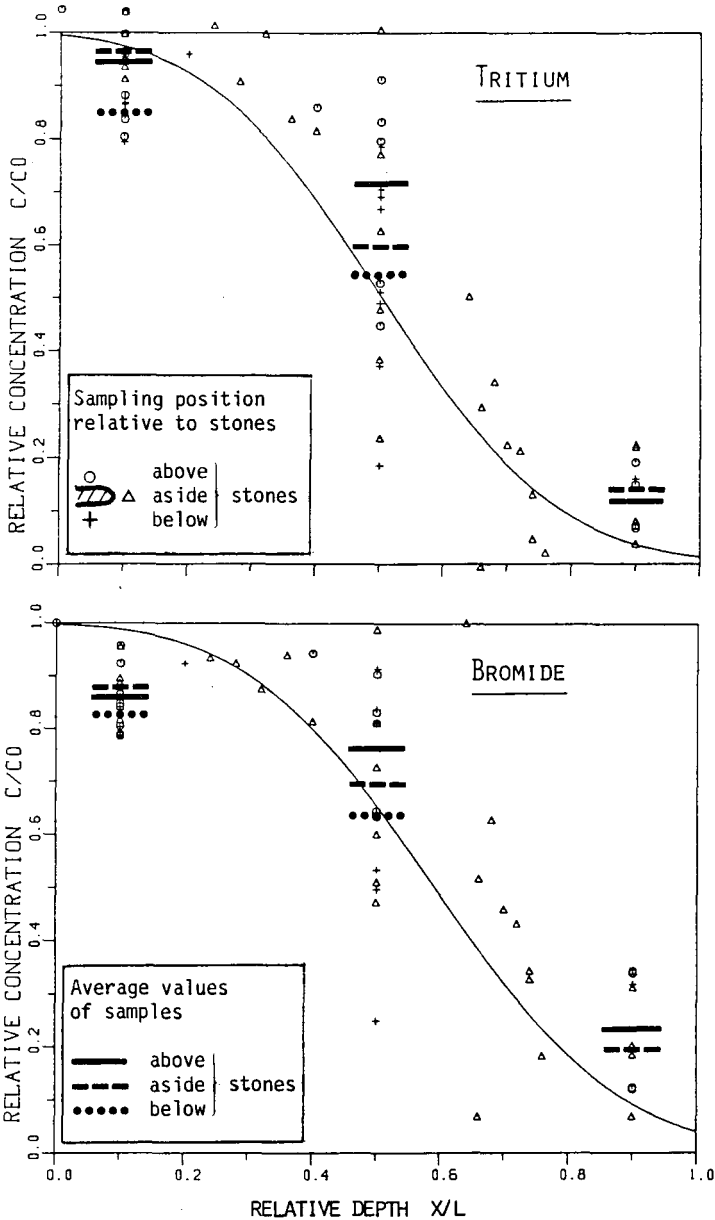 TRITIUM
RELATIVE CONCENTRATION C/C0
1.0
0.8
0.6
0.4
0.2
0.0
Sampling position
relative to stones
above
aside
below
stones
BROMIDE
RELATIVE CONCENTRATION C/C0
1.0
0.8
0.6
0.4
0.2
0.0
Average values
of samples
above
aside
below
stones
0.0 0.2 0.4 0.6 0.8 1.0
RELATIVE DEPTH X/L